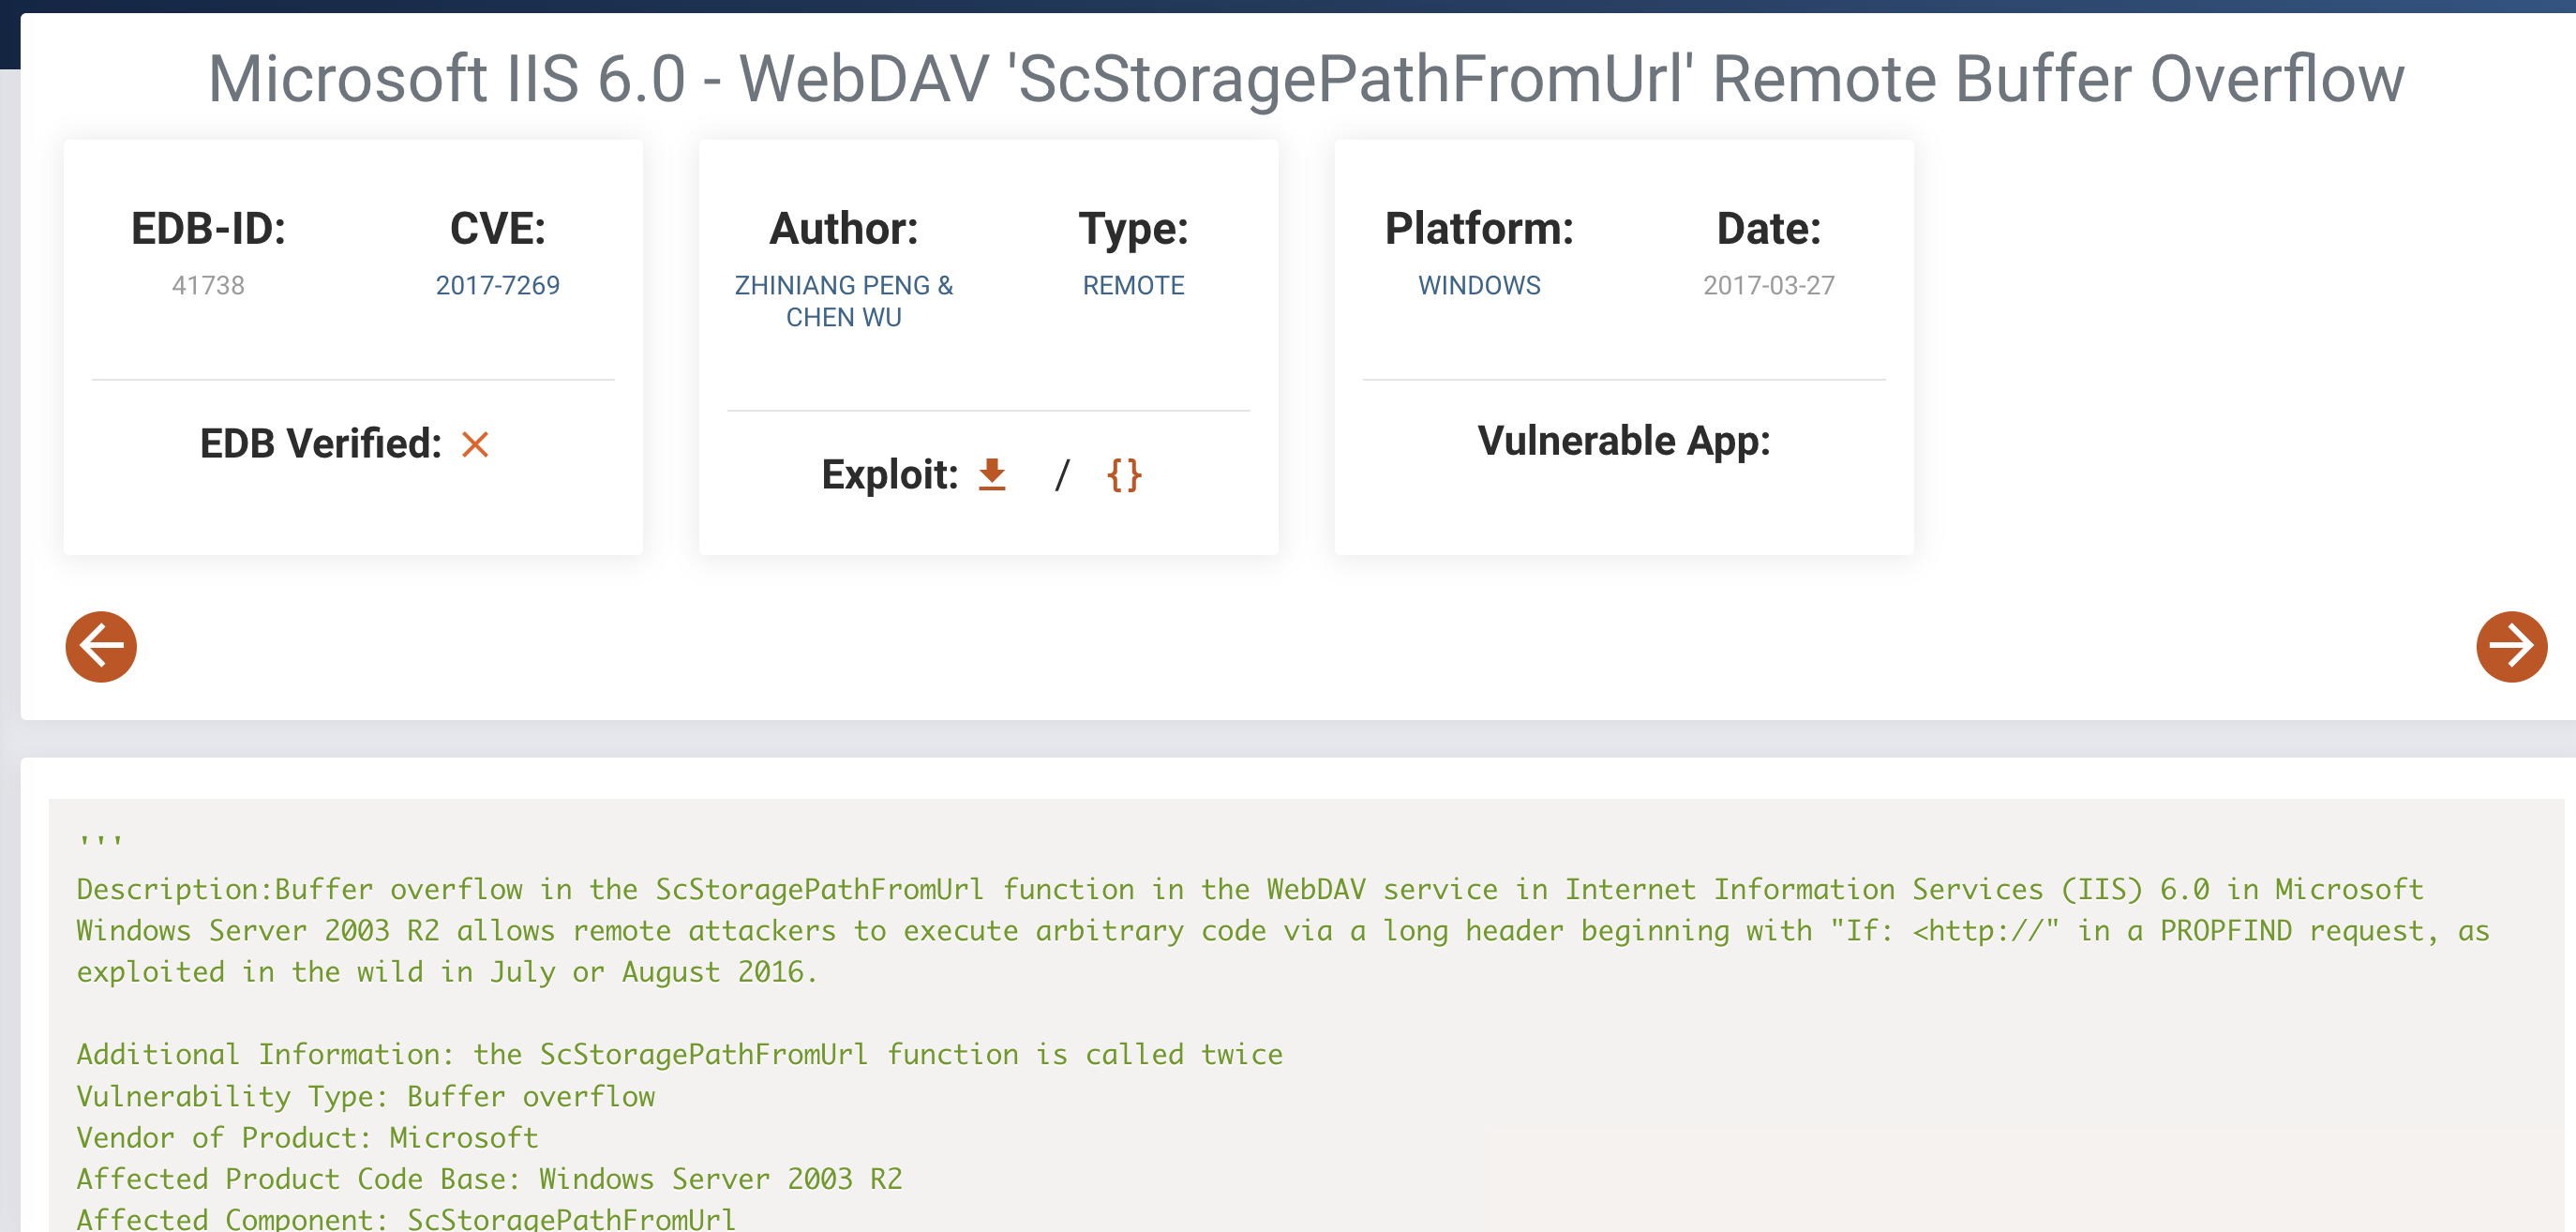 Microsoft IIS 6.0 - WebDAV 'ScStoragePathFromUrl' Remote Buffer Overflow
EDB-ID:
41738
CVE:
2017-7269
EDB Verified:
Author:
ZHINIANG PENG &
CHEN WU
Type:
REMOTE
Exploit: / {}
Platform:
WINDOWS
Date:
2017-03-27
Vulnerable App:
'''
Description:Buffer overflow in the ScStoragePathFromUrl function in the WebDAV service in Internet Information Services (IIS) 6.0 in Microsoft
Windows Server 2003 R2 allows remote attackers to execute arbitrary code via a long header beginning with "If: <http://" in a PROPFIND request, as
exploited in the wild in July or August 2016.
Additional Information: the ScStoragePathFromUrl function is called twice
Vulnerability Type: Buffer overflow
Vendor of Product: Microsoft
Affected Product Code Base: Windows Server 2003 R2
Affected Component: ScStoragePathFromUrl